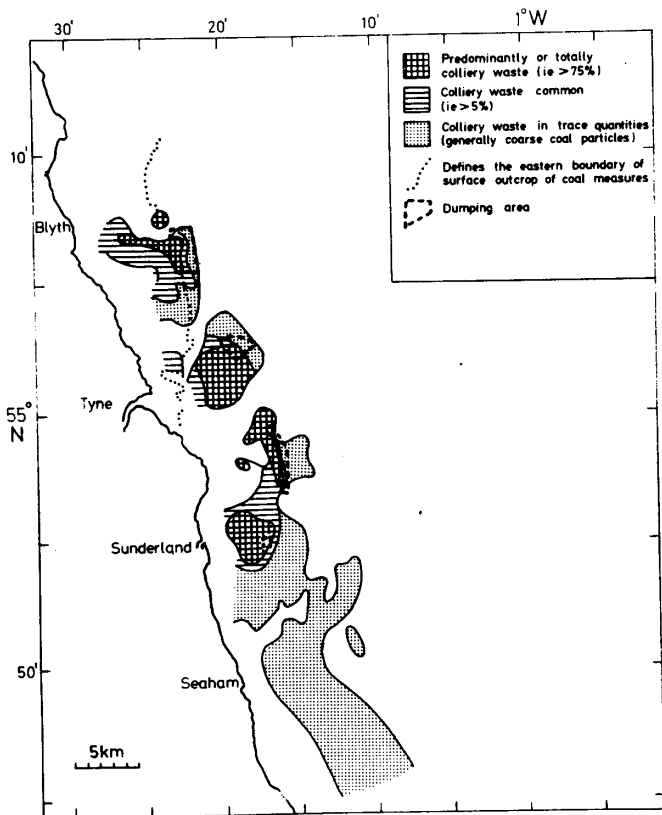 30' 20' 10' 1° W
Predominantly or totally
colliery waste (ie >75%)
Colliery waste common
(ie >5%)
Colliery waste in trace quantities
(generally coarse coal particles)
Defines the eastern boundary of
surface outcrop of coal measures
Dumping area
10'
Blyth
Tyne
55°
N
Sunderland
50'
Seaham
5km